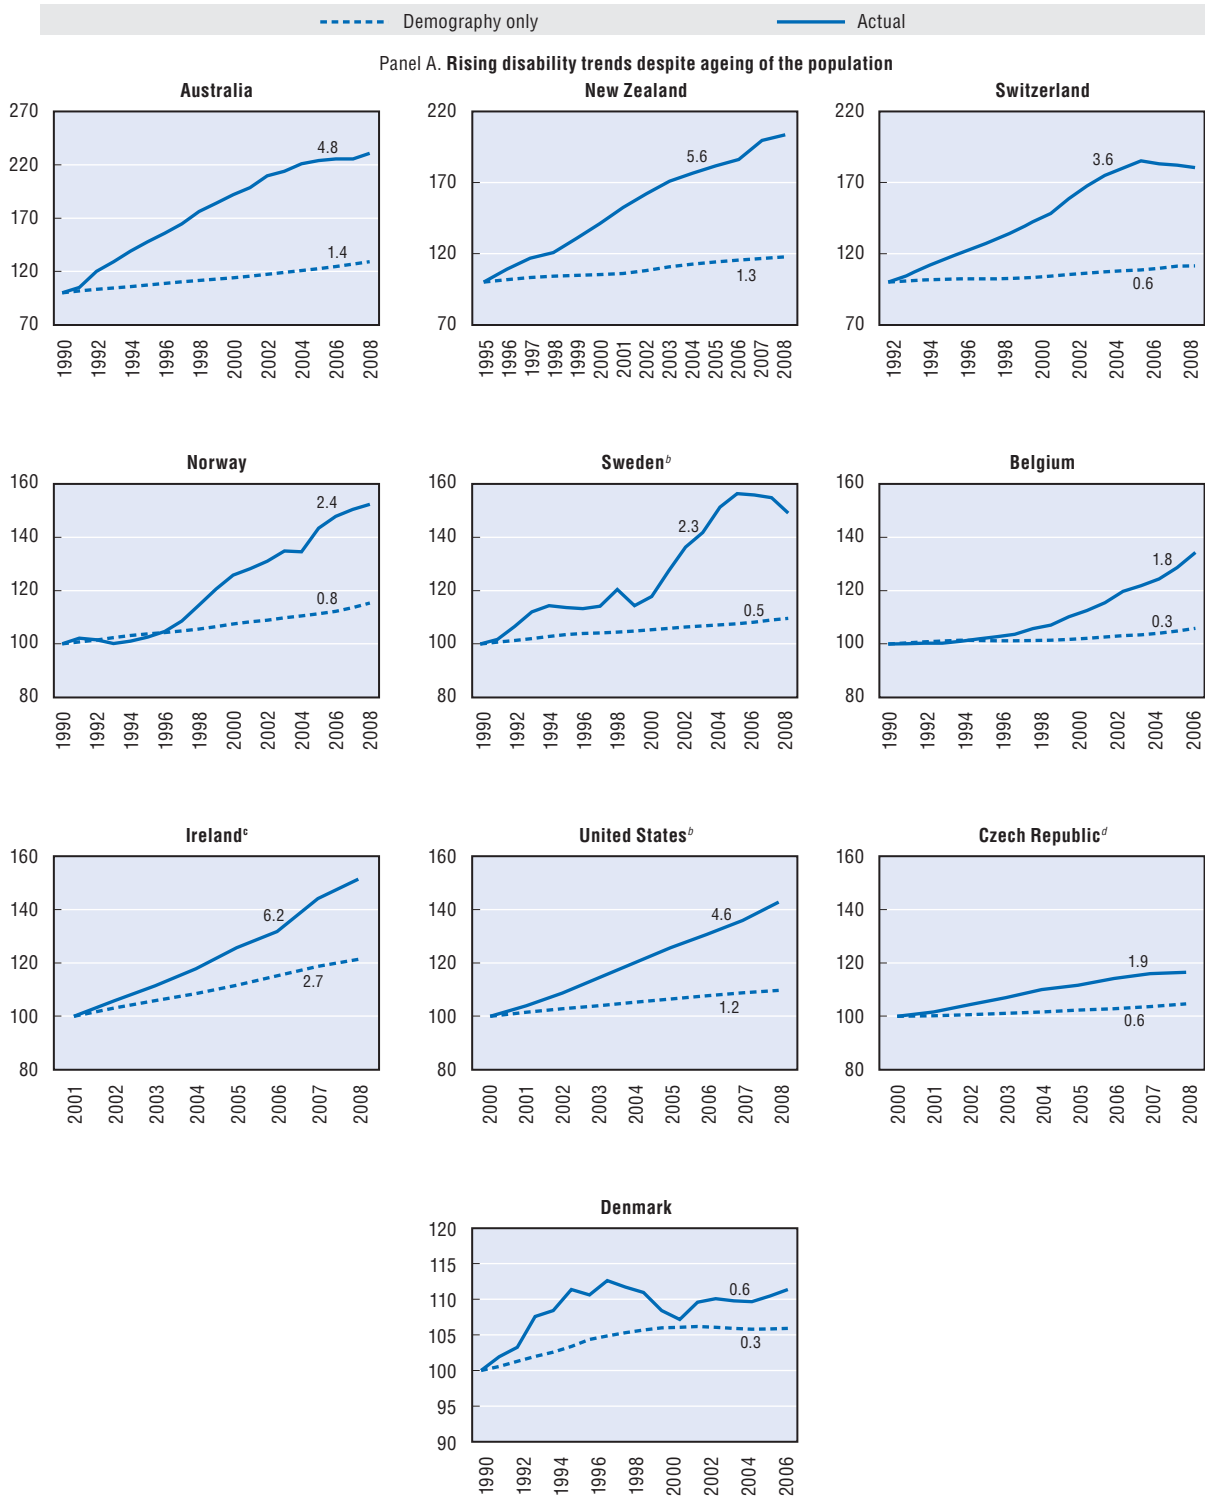 Demography only Actual
Panel A. Rising disability trends despite ageing of the population
Australia New Zealand Switzerland
270 220 220
220 170 170
170 120 120
120 70 70
70
4.8 5.6 3.6
1.4 1.3 0.6
1990 1992 1994 1996 1998 2000 2002 2004 2006 2008
1995 1996 1997 1998 1999 2000 2001 2002 2003 2004 2005 2006 2007 2008
1992 1994 1996 1998 2000 2002 2004 2006 2008
Norway Swedenb Belgium
160 160 160
140 140 140
120 120 120
100 100 100
80 80 80
2.4 2.3 1.8
0.8 0.5 0.3
1990 1992 1994 1996 1998 2000 2002 2004 2006 2008
1990 1992 1994 1996 1998 2000 2002 2004 2006 2008
1990 1992 1994 1996 1998 2000 2002 2004 2006
Irelandc United Statesb Czech Republicd
160 160 160
140 140 140
120 120 120
100 100 100
80 80 80
6.2 4.6 1.9
2.7 1.2 0.6
2001 2002 2003 2004 2005 2006 2007 2008
2000 2001 2002 2003 2004 2005 2006 2007 2008
2000 2001 2002 2003 2004 2005 2006 2007 2008
Denmark
120
115
110
105
100
95
90
0.6
0.3
1990 1992 1994 1996 1998 2000 2002 2004 2006